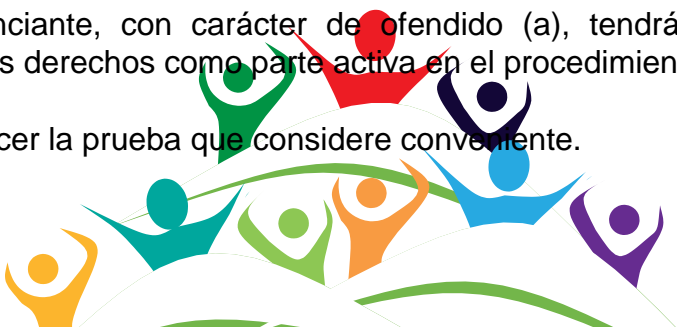 nciante, con carácter de ofendido (a), tendrá
s derechos como parte activa en el procedimien
cer la prueba que considere conveniente.